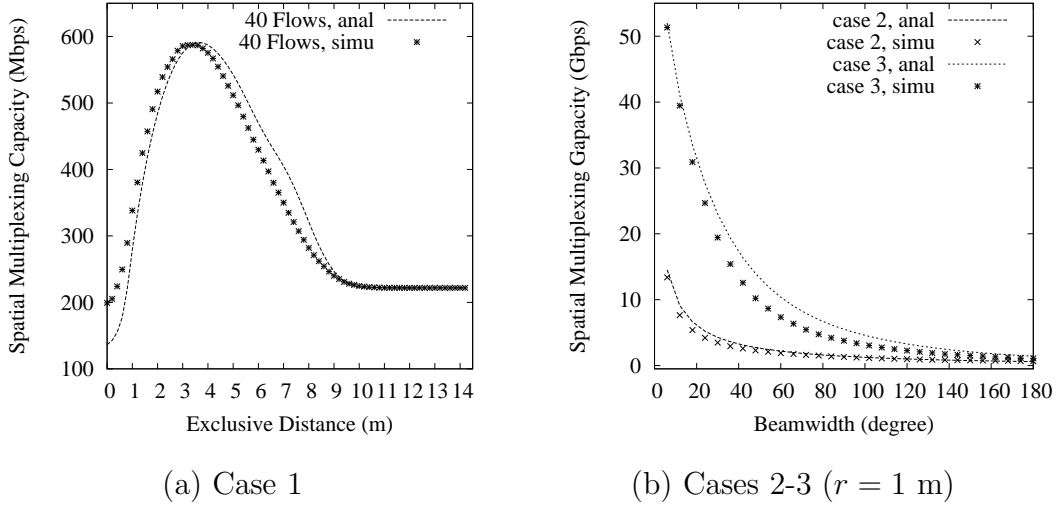 40 Flows, anal
40 Flows, simu
Spatial Multiplexing Capacity (Mbps)
600
500
400
300
200
100
0 1 2 3 4 5 6 7 8 9 10 11 12 13 14
Exclusive Distance (m)
(a) Case 1
case 2, anal
case 2, simu
case 3, anal
case 3, simu
Spatial Multiplexing Gapacity (Gbps)
50
40
30
20
10
0
0 20 40 60 80 100 120 140 160 180
Beamwidth (degree)
(b) Cases 2-3 (r = 1 m)